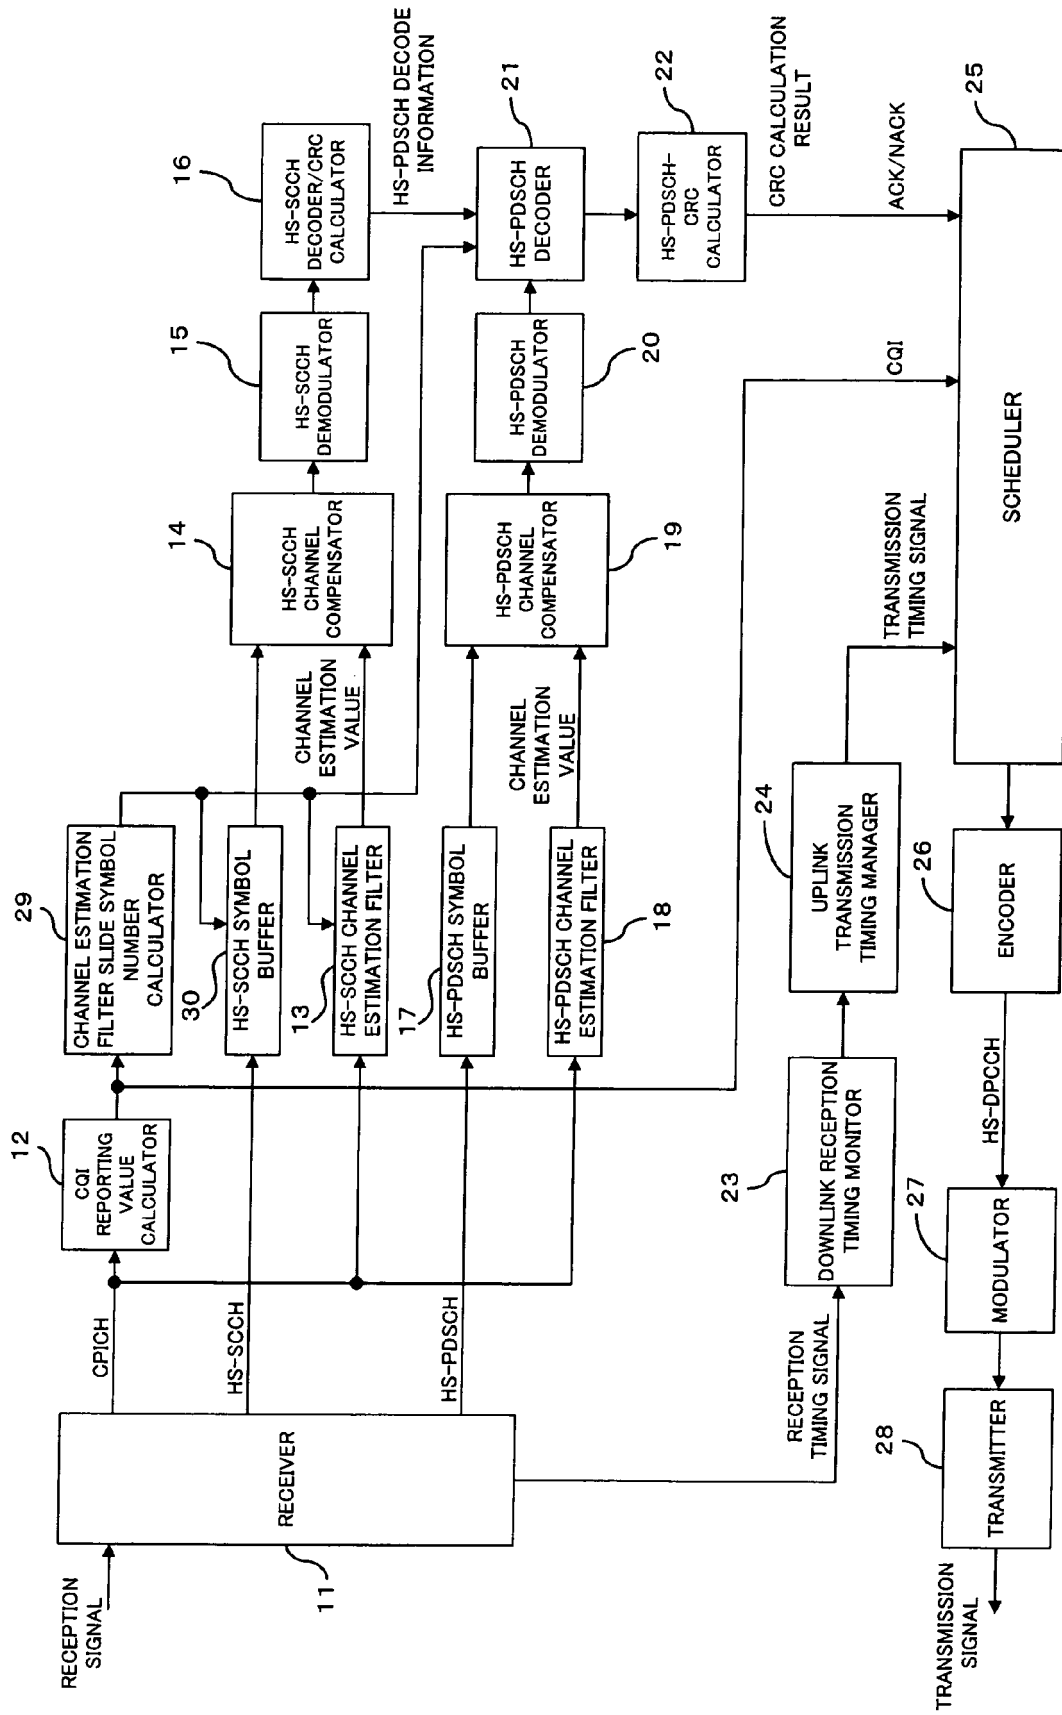 RECEPTION
SIGNAL
11
RECEIVER
CPICH
HS-SCCH
HS-PDSCH
RECEPTION
TIMING SIGNAL
12
CQI
REPORTING
VALUE
CALCULATOR
29
CHANNEL ESTIMATION
FILTER SLIDE SYMBOL
NUMBER
CALCULATOR
30
HS-SCCH SYMBOL
BUFFER
13
HS-SCCH CHANNEL
ESTIMATION FILTER
17
HS-PDSCH SYMBOL
BUFFER
18
HS-PDSCH CHANNEL
ESTIMATION FILTER
CHANNEL
ESTIMATION
VALUE
CHANNEL
ESTIMATION
VALUE
14
HS-SCCH
CHANNEL
COMPENSATOR
15
HS-SCCH
DEMODULATOR
16
HS-SCCH
DECODER/CRC
CALCULATOR
HS-PDSCH DECODE
INFORMATION
19
HS-PDSCH
CHANNEL
COMPENSATOR
20
HS-PDSCH
DEMODULATOR
21
HS-PDSCH
DECODER
22
HS-PDSCH-
CRC
CALCULATOR
CRC CALCULATION
RESULT
ACK/NACK
CQI
23
DOWNLINK RECEPTION
TIMING MONITOR
24
UPLINK
TRANSMISSION
TIMING MANAGER
TRANSMISSION
TIMING SIGNAL
25
SCHEDULER
26
ENCODER
HS-DPCCH
27
MODULATOR
28
TRANSMITTER
TRANSMISSION
SIGNAL